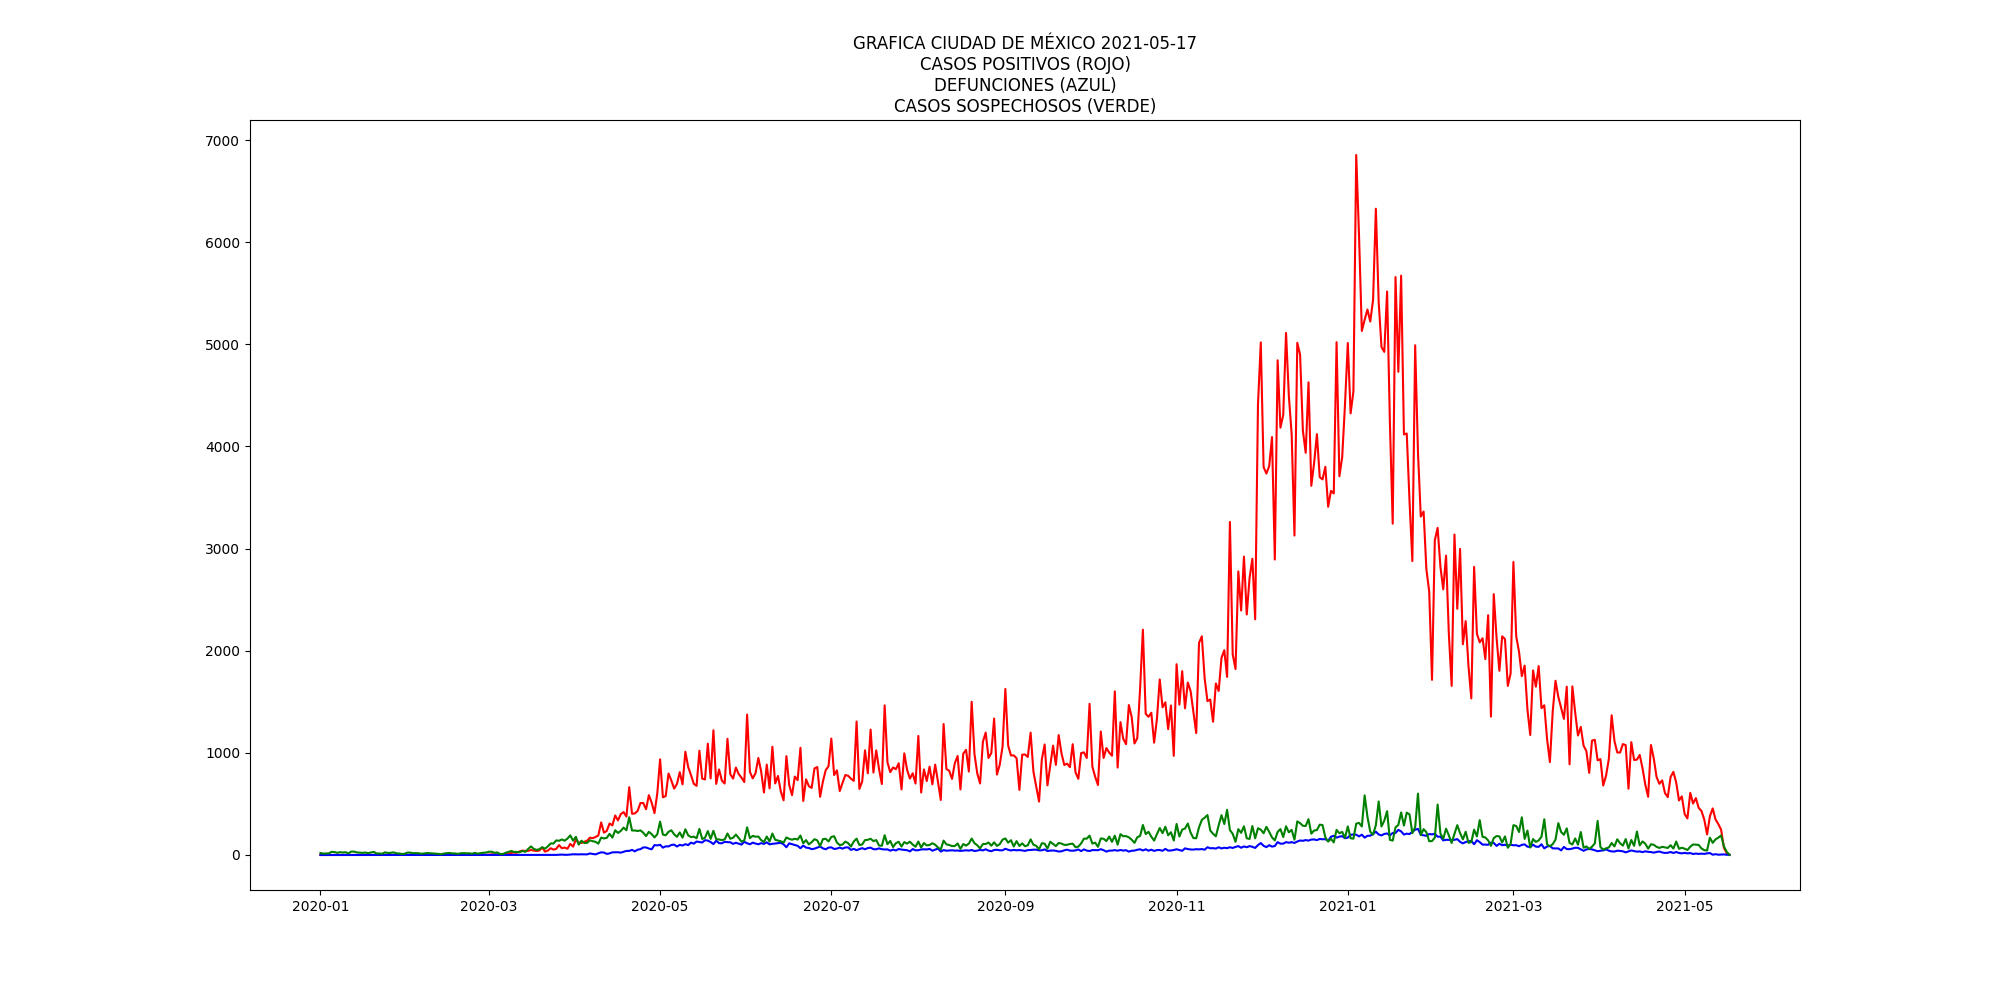 GRAFICA CIUDAD DE MÉXICO 2021-05-17
CASOS POSITIVOS (ROJO)
DEFUNCIONES (AZUL)
CASOS SOSPECHOSOS (VERDE)
7000
6000
5000
4000
3000
2000
1000
0
2020-01 2020-03 2020-05 2020-07 2020-09 2020-11 2021-01 2021-03 2021-05